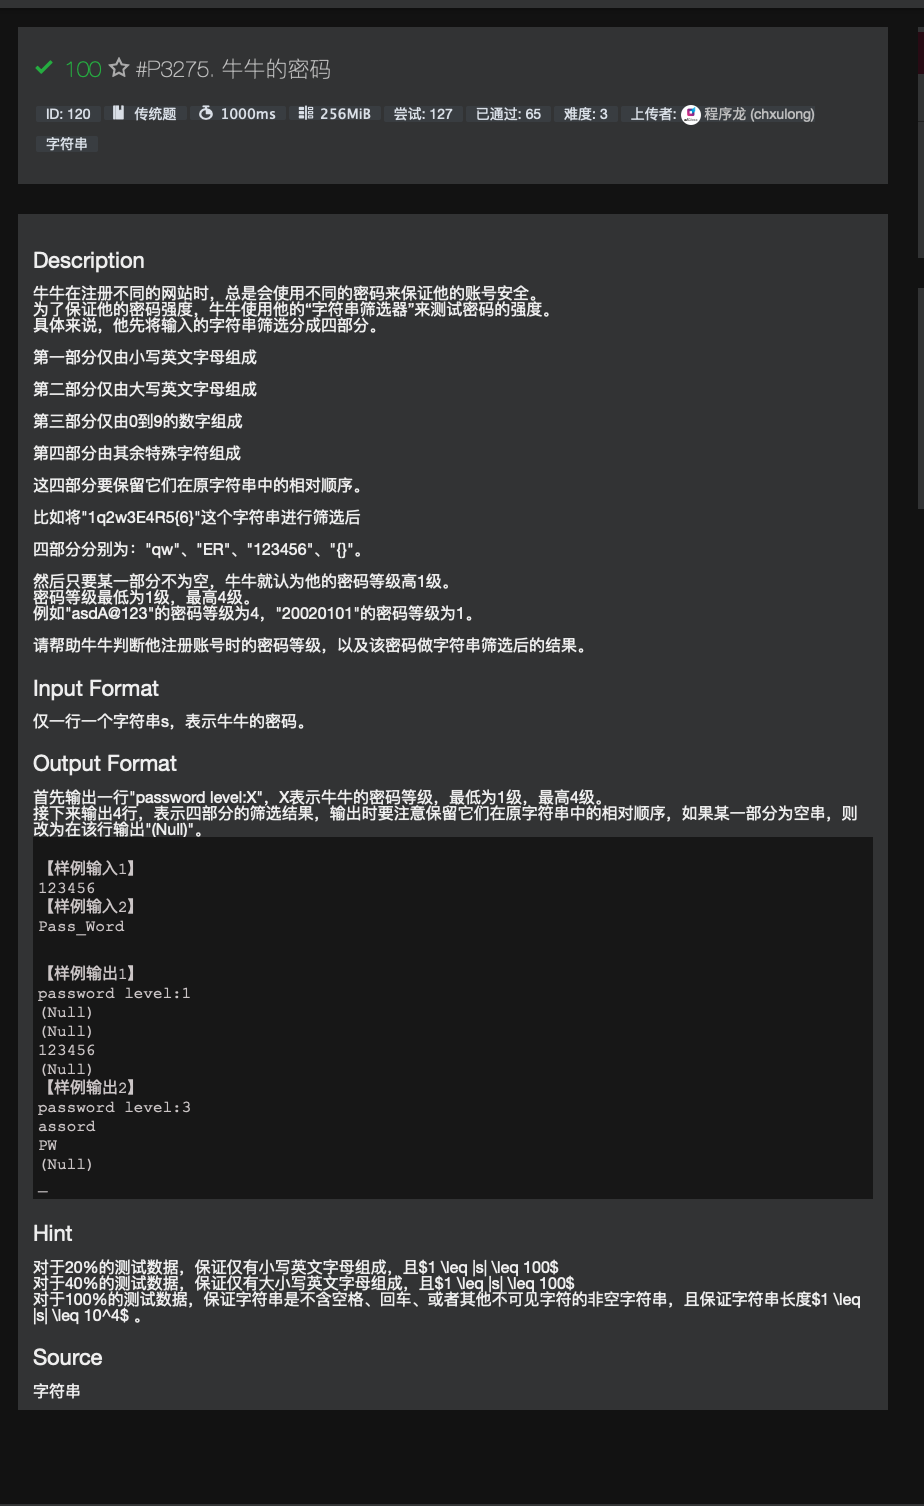 100 #P3275. 牛牛的密码
ID: 120 传统题 1000ms 256MiB 尝试: 127 已通过: 65 难度: 3 上传者: 程序龙 (chxulong)
字符串
Description
牛牛在注册不同的网站时，总是会使用不同的密码来保证他的账号安全。
为了保证他的密码强度，牛牛使用他的“字符串筛选器”来测试密码的强度。
具体来说，他先将输入的字符串筛选分成四部分。
第一部分仅由小写英文字母组成
第二部分仅由大写英文字母组成
第三部分仅由0到9的数字组成
第四部分由其余特殊字符组成
这四部分要保留它们在原字符串中的相对顺序。
比如将"1q2w3E4R5{6}"这个字符串进行筛选后
四部分分别为："qw"、"ER"、"123456"、"{}"。
然后只要某一部分不为空，牛牛就认为他的密码等级高1级。
密码等级最低为1级，最高4级。
例如"asdA@123"的密码等级为4，"20020101"的密码等级为1。
请帮助牛牛判断他注册账号时的密码等级，以及该密码做字符串筛选后的结果。
Input Format
仅一行一个字符串s，表示牛牛的密码。
Output Format
首先输出一行"password level:X"，X表示牛牛的密码等级，最低为1级，最高4级。
接下来输出4行，表示四部分的筛选结果，输出时要注意保留它们在原字符串中的相对顺序，如果某一部分为空串，则
改为在该行输出"(Null)"。
【样例输入1】
123456
【样例输入2】
Pass_Word
【样例输出1】
password level:1
(Null)
(Null)
123456
(Null)
【样例输出2】
password level:3
assord
PW
(Null)
_
Hint
对于20%的测试数据，保证仅有小写英文字母组成，且$1 \leq |s| \leq 100$
对于40%的测试数据，保证仅有大小写英文字母组成，且$1 \leq |s| \leq 100$
对于100%的测试数据，保证字符串是不含空格、回车、或者其他不可见字符的非空字符串，且保证字符串长度$1 \leq
|s| \leq 10^4$ 。
Source
字符串